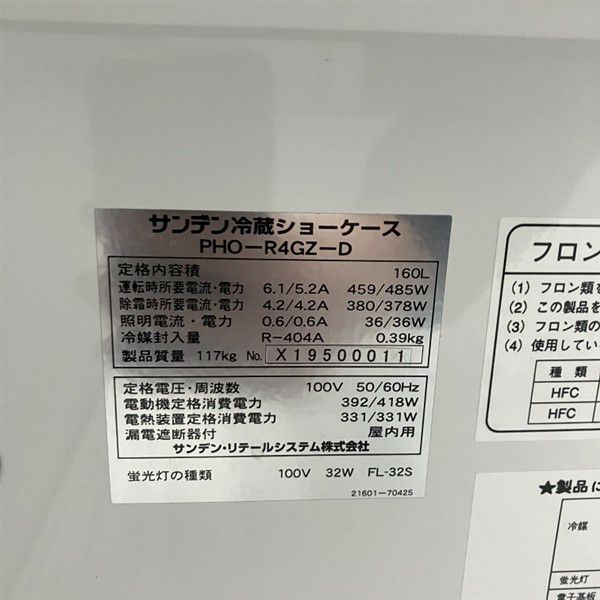 サンデン冷蔵ショーケース
PHO-R4GZ-D
定格内容積 160L
運転時所要電流・電力 6.1/5.2A 459/485W
除霜時所要電流・電力 4.2/4.2A 380/378W
照明電流・電力 0.6/0.6A 36/36W
冷媒封入量 R-404A 0.39kg
製品質量 117kg No. X19500011
定格電圧・周波数 100V 50/60Hz
電動機定格消費電力 392/418W
電熱装置定格消費電力 331/331W
漏電遮断器付 屋内用
サンデン・リテールシステム株式会社
蛍光灯の種類 100V 32W FL-32S
21601-70425
フロン
(1) フロン類を
(2) この製品を
(3) フロン類の
(4) 使用してい
種類
HFC
HFC
★製品に
冷媒
蛍光灯
電子基板